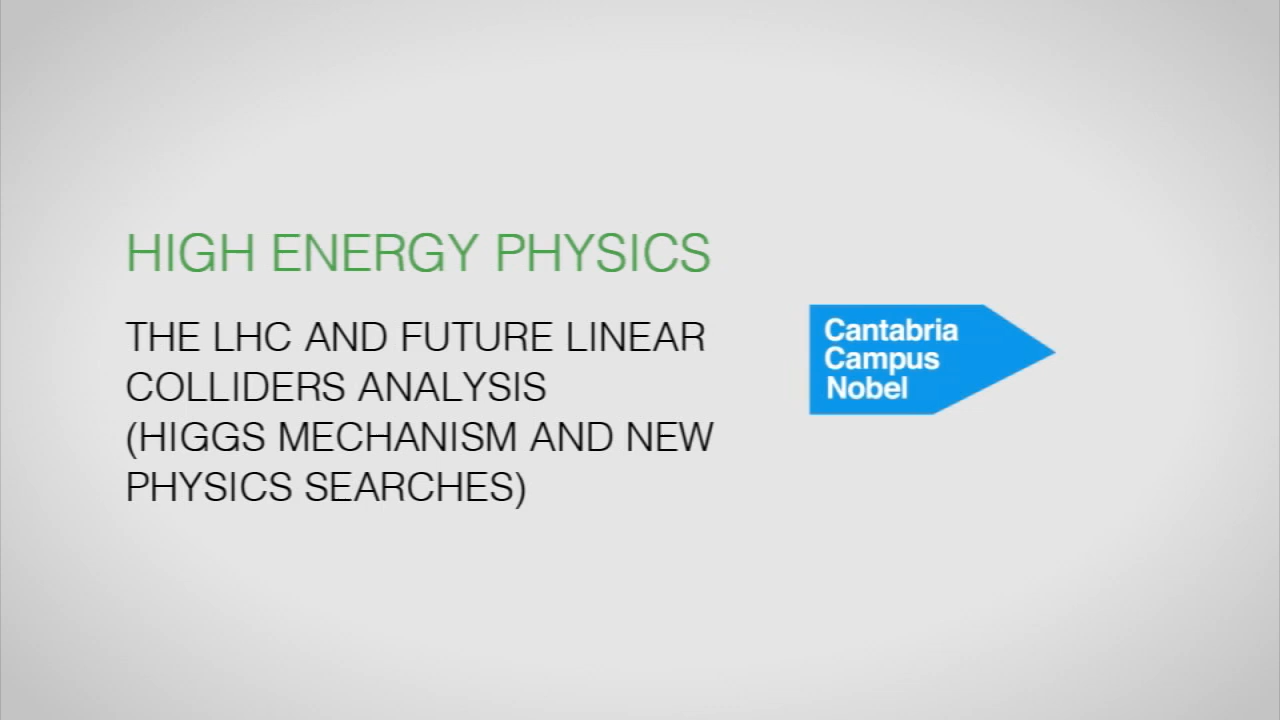 HIGH ENERGY PHYSICS
THE LHC AND FUTURE LINEAR
COLLIDERS ANALYSIS
(HIGGS MECHANISM AND NEW
PHYSICS SEARCHES)
Cantabria
Campus
Nobel